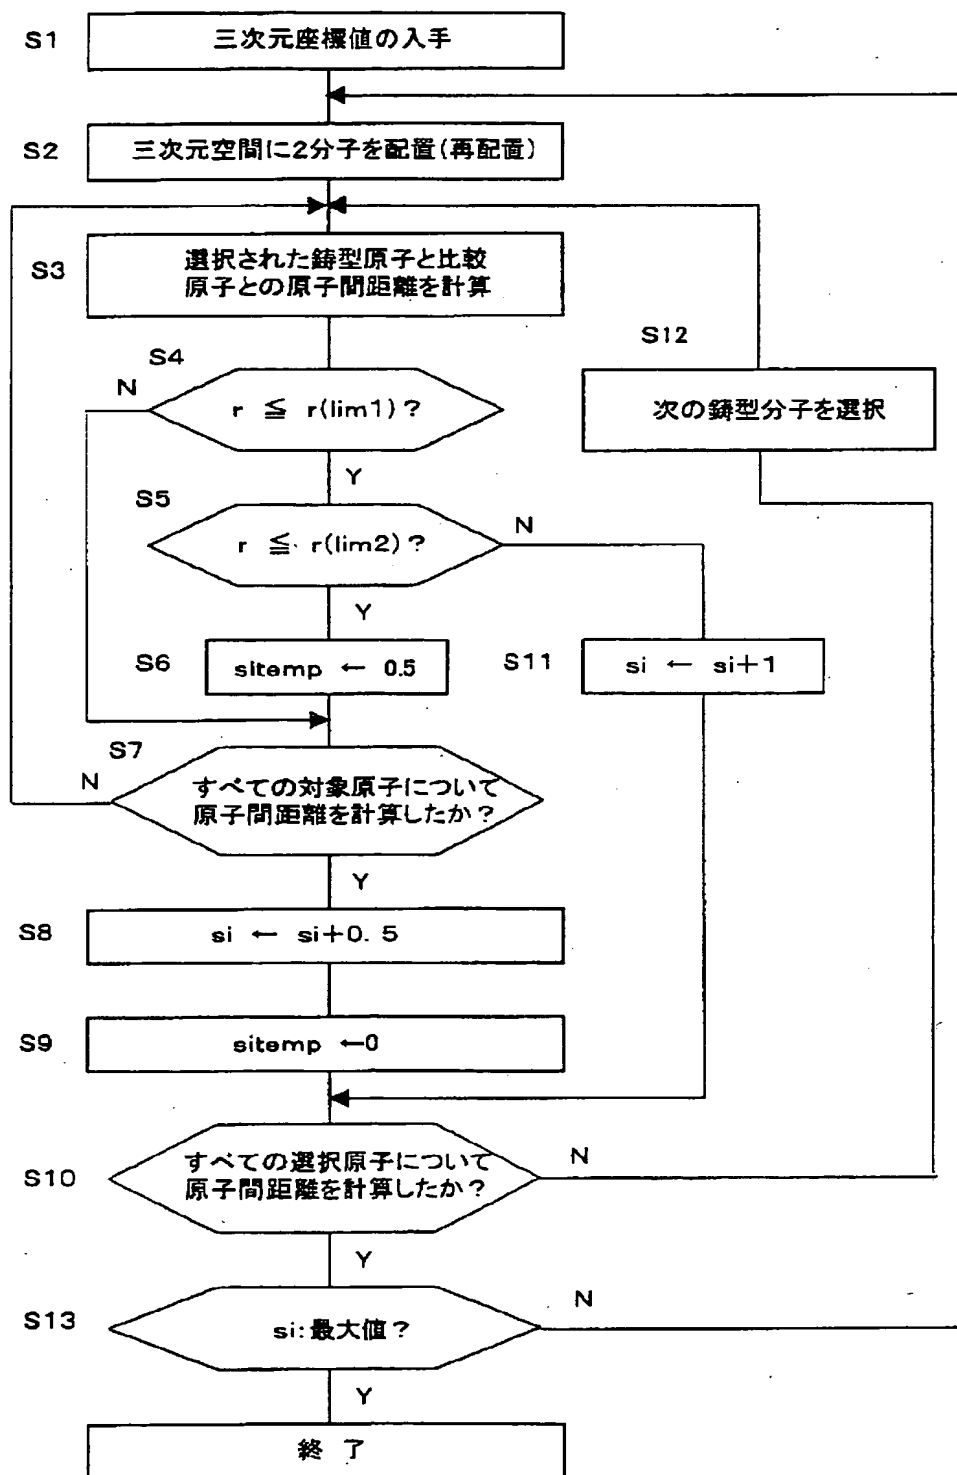 S1
三次元座標値の入手
S2
三次元空間に2分子を配置(再配置)
S3
選択された鋳型原子と比較
原子との原子間距離を計算
S12
次の鋳型分子を選択
S4
N
r ≦ r(lim1)?
Y
S5
N
r ≦ r(lim2)?
Y
S6
sitemp ← 0.5
S11
si ← si+1
S7
N
すべての対象原子について
原子間距離を計算したか?
Y
S8
si ← si+0.5
S9
sitemp ←0
S10
すべての選択原子について
原子間距離を計算したか?
N
Y
S13
si:最大値?
N
Y
終了